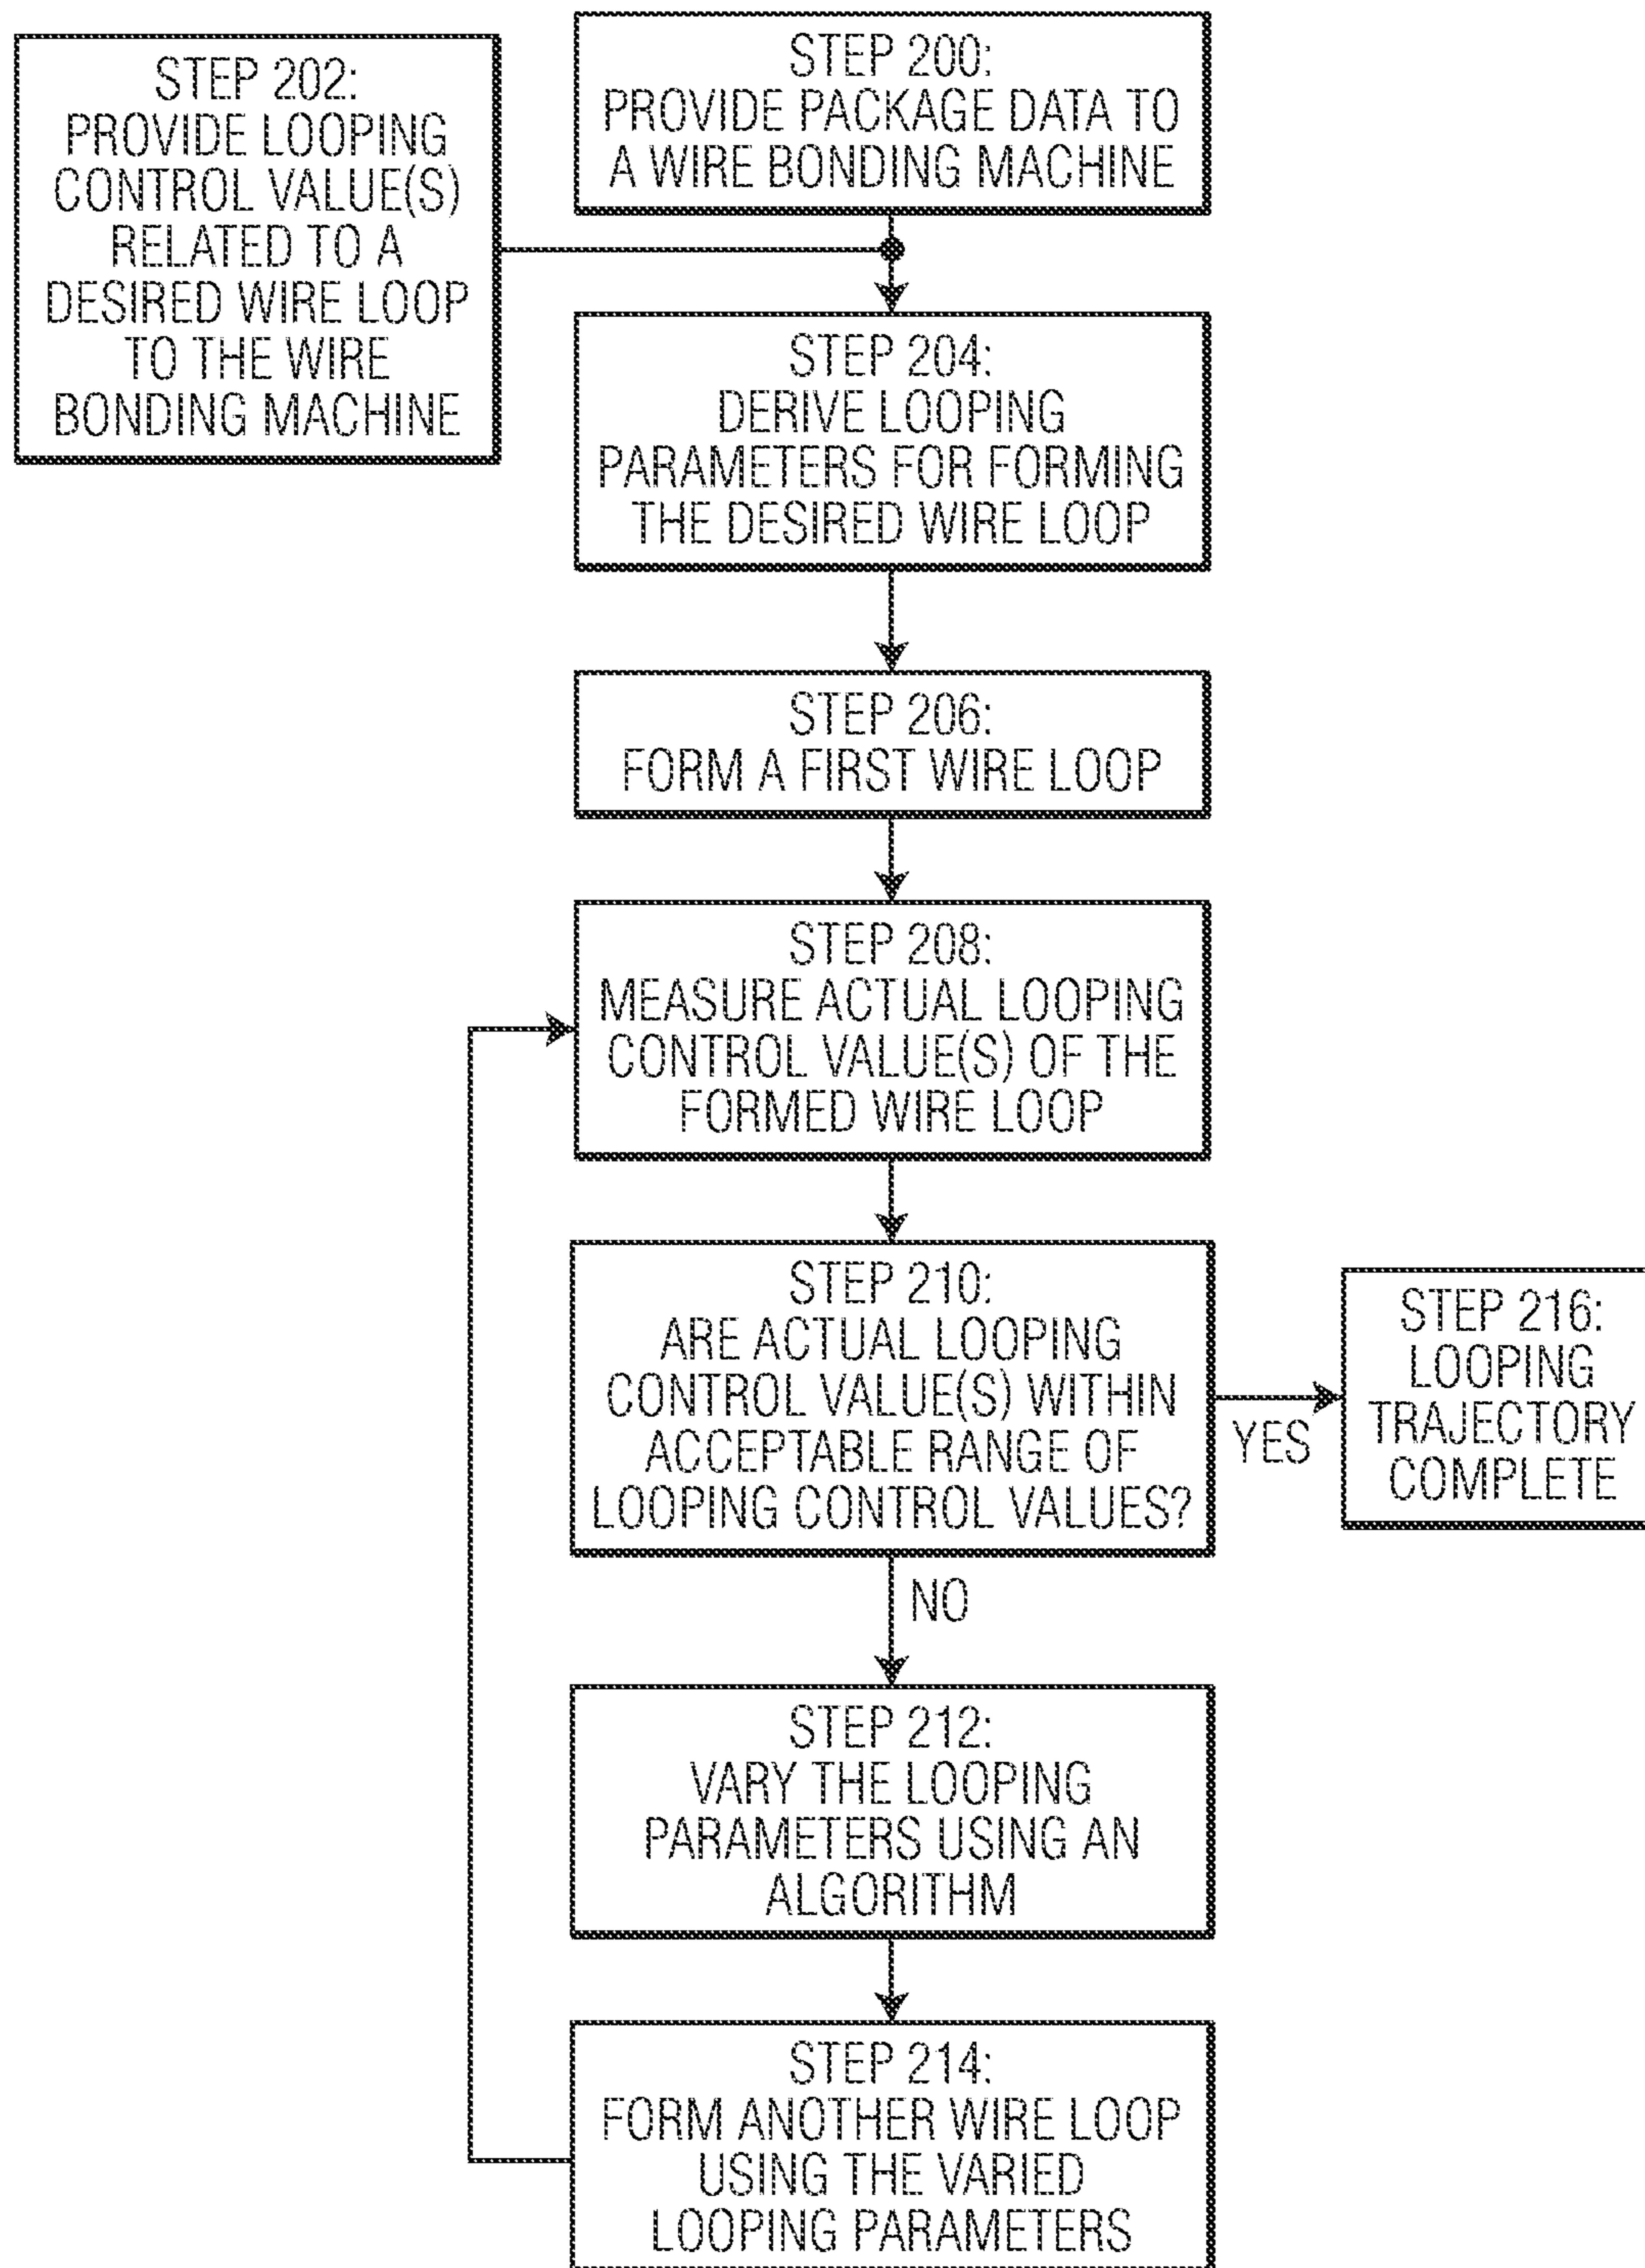 STEP 202:
PROVIDE LOOPING
CONTROL VALUE(S)
RELATED TO A
DESIRED WIRE LOOP
TO THE WIRE
BONDING MACHINE
STEP 200:
PROVIDE PACKAGE DATA TO
A WIRE BONDING MACHINE
STEP 204:
DERIVE LOOPING
PARAMETERS FOR FORMING
THE DESIRED WIRE LOOP
STEP 206:
FORM A FIRST WIRE LOOP
STEP 208:
MEASURE ACTUAL LOOPING
CONTROL VALUE(S) OF THE
FORMED WIRE LOOP
STEP 210:
ARE ACTUAL LOOPING
CONTROL VALUE(S) WITHIN
ACCEPTABLE RANGE OF
LOOPING CONTROL VALUES?
YES
STEP 216:
LOOPING
TRAJECTORY
COMPLETE
NO
STEP 212:
VARY THE LOOPING
PARAMETERS USING AN
ALGORITHM
STEP 214:
FORM ANOTHER WIRE LOOP
USING THE VARIED
LOOPING PARAMETERS